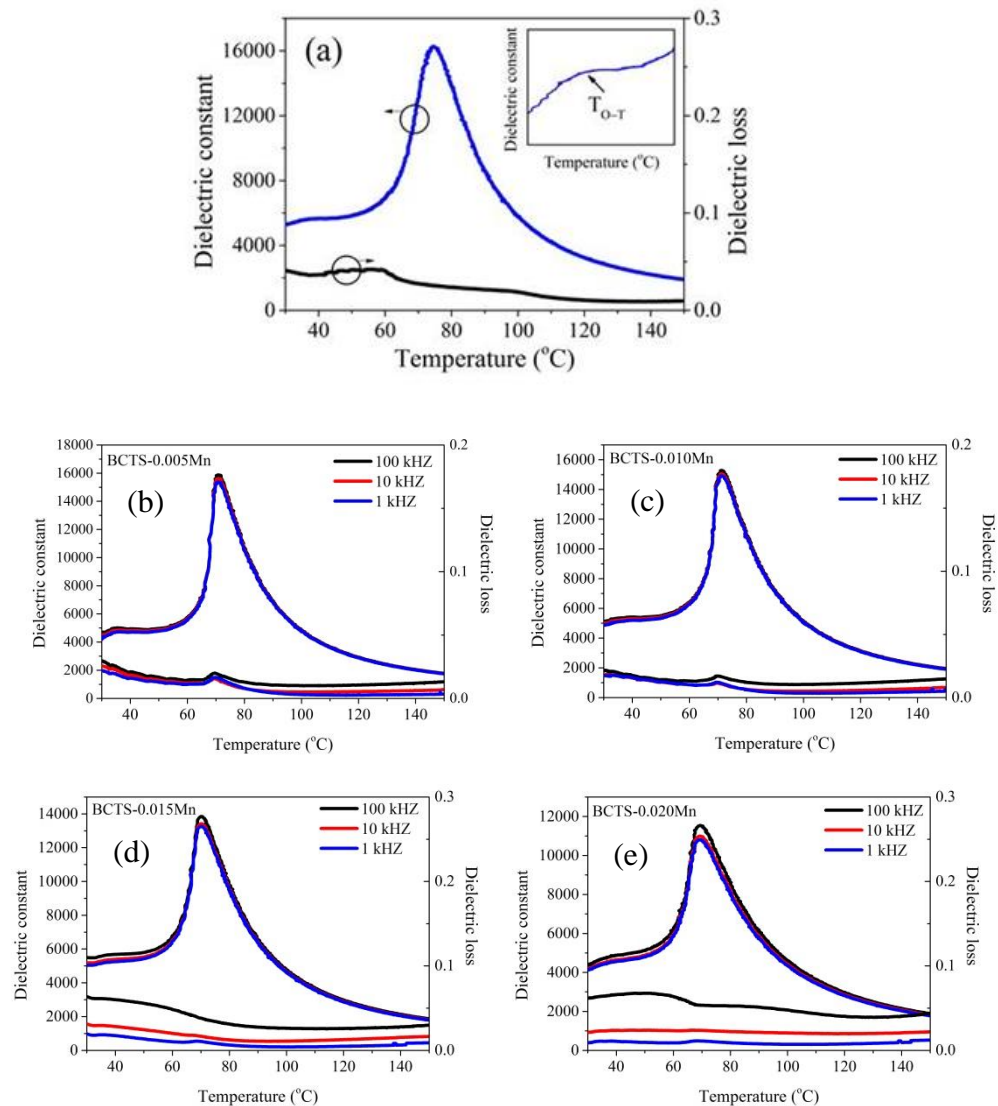 (a)
Dielectric constant
16000
12000
8000
4000
0
0.3
0.2
0.1
0.0
Dielectric loss
40 60 80 100 120 140
Temperature (°C)
Dielectric constant
T_O–T
Temperature (°C)
BCTS-0.005Mn
(b)
100 kHZ
10 kHZ
1 kHZ
Dielectric constant
18000
16000
14000
12000
10000
8000
6000
4000
2000
0
0.2
0.1
0.0
Dielectric loss
40 60 80 100 120 140
Temperature (°C)
BCTS-0.010Mn
(c)
100 kHZ
10 kHZ
1 kHZ
Dielectric constant
16000
14000
12000
10000
8000
6000
4000
2000
0
0.2
0.1
0.0
Dielectric loss
40 60 80 100 120 140
Temperature (°C)
BCTS-0.015Mn
(d)
100 kHZ
10 kHZ
1 kHZ
Dielectric constant
14000
12000
10000
8000
6000
4000
2000
0
0.3
0.2
0.1
0.0
Dielectric loss
40 60 80 100 120 140
Temperature (°C)
BCTS-0.020Mn
(e)
100 kHZ
10 kHZ
1 kHZ
Dielectric constant
12000
10000
8000
6000
4000
2000
0
0.3
0.2
0.1
0.0
Dielectric loss
40 60 80 100 120 140
Temperature (°C)